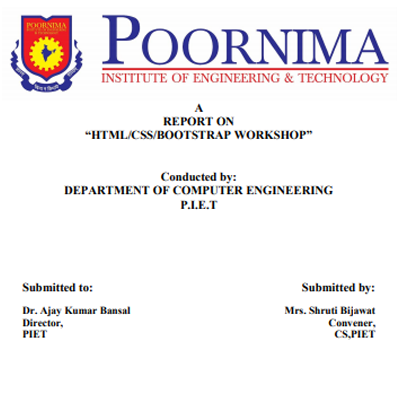 POORNIMA
INSTITUTE OF ENGINEERING & TECHNOLOGY
POORNIMA
A
REPORT ON
“HTML/CSS/BOOTSTRAP WORKSHOP”
Conducted by:
DEPARTMENT OF COMPUTER ENGINEERING
P.I.E.T
Submitted to:
Submitted by:
Dr. Ajay Kumar Bansal
Mrs. Shruti Bijawat
Director,
Convener,
PIET
CS,PIET